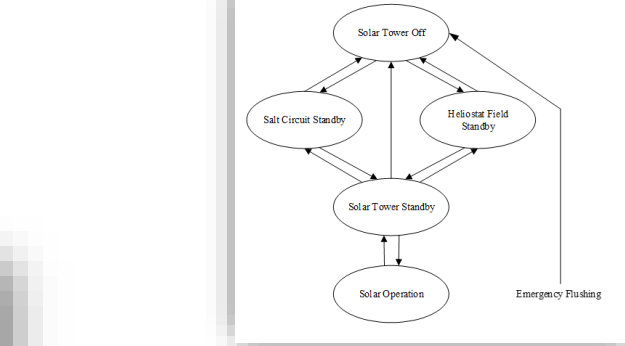 Solar Tower Off
Salt Circuit Standby
Heliostat Field
Standby
Solar Tower Standby
Solar Operation
Emergency Flushing